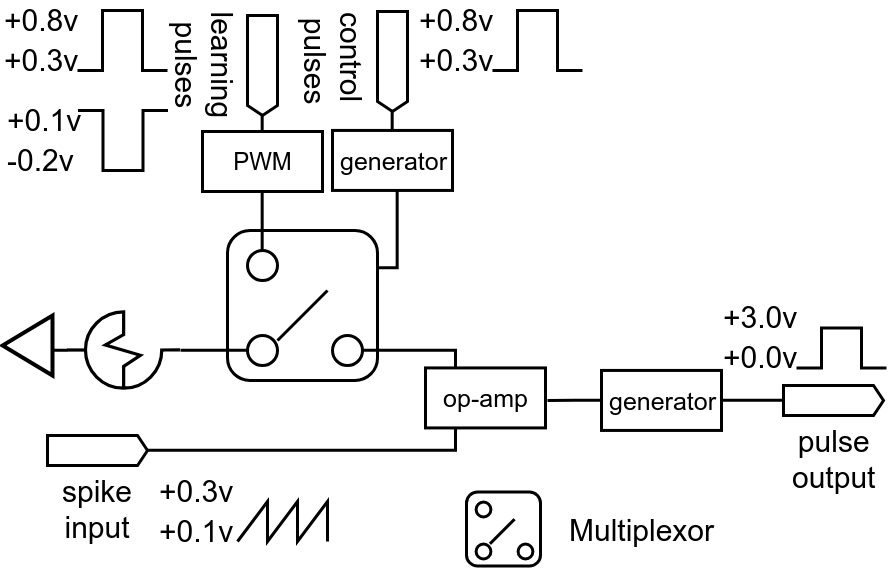 +0.8v
+0.3v
+0.1v
-0.2v
learning
pulses
control
pulses
+0.8v
+0.3v
PWM
generator
+3.0v
+0.0v
op-amp
generator
pulse
output
spike
input
+0.3v
+0.1v
Multiplexor